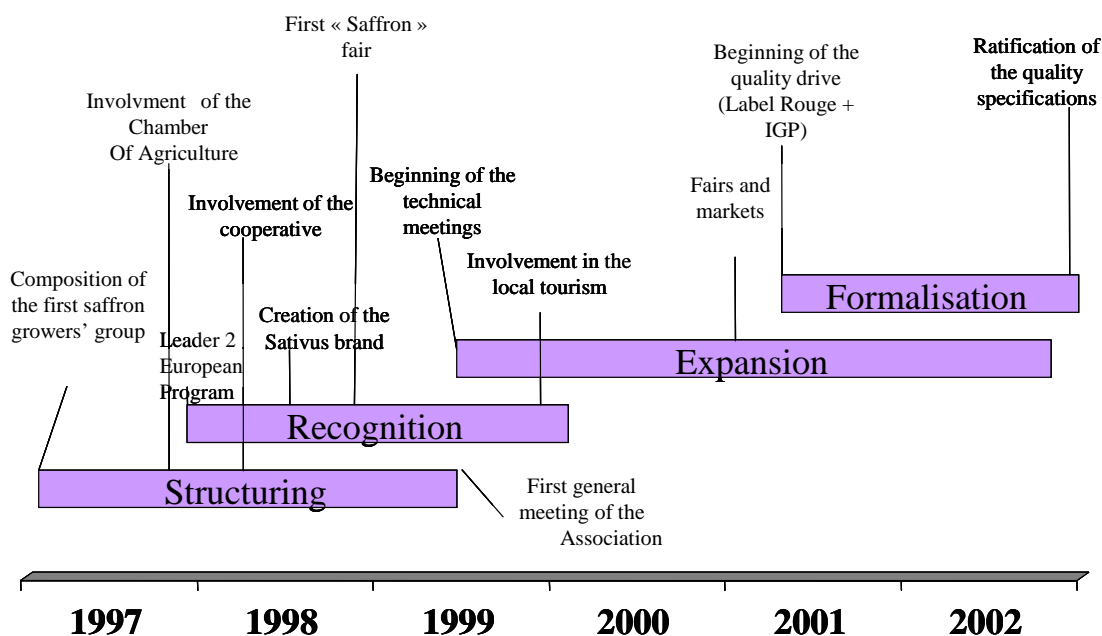 First « Saffron »
fair
Beginning of the
quality drive
(Label Rouge +
IGP)
Ratification of
the quality
specifications
Involvment of the
Chamber
Of Agriculture
Beginning of the
technical
meetings
Fairs and
markets
Involvement of the
cooperative
Involvement in the
local tourism
Composition of
the first saffron
growers’ group
Creation of the
Sativus brand
Leader 2
European
Program
Formalisation
Expansion
Recognition
Structuring
First general
meeting of the
Association
1997 1998 1999 2000 2001 2002